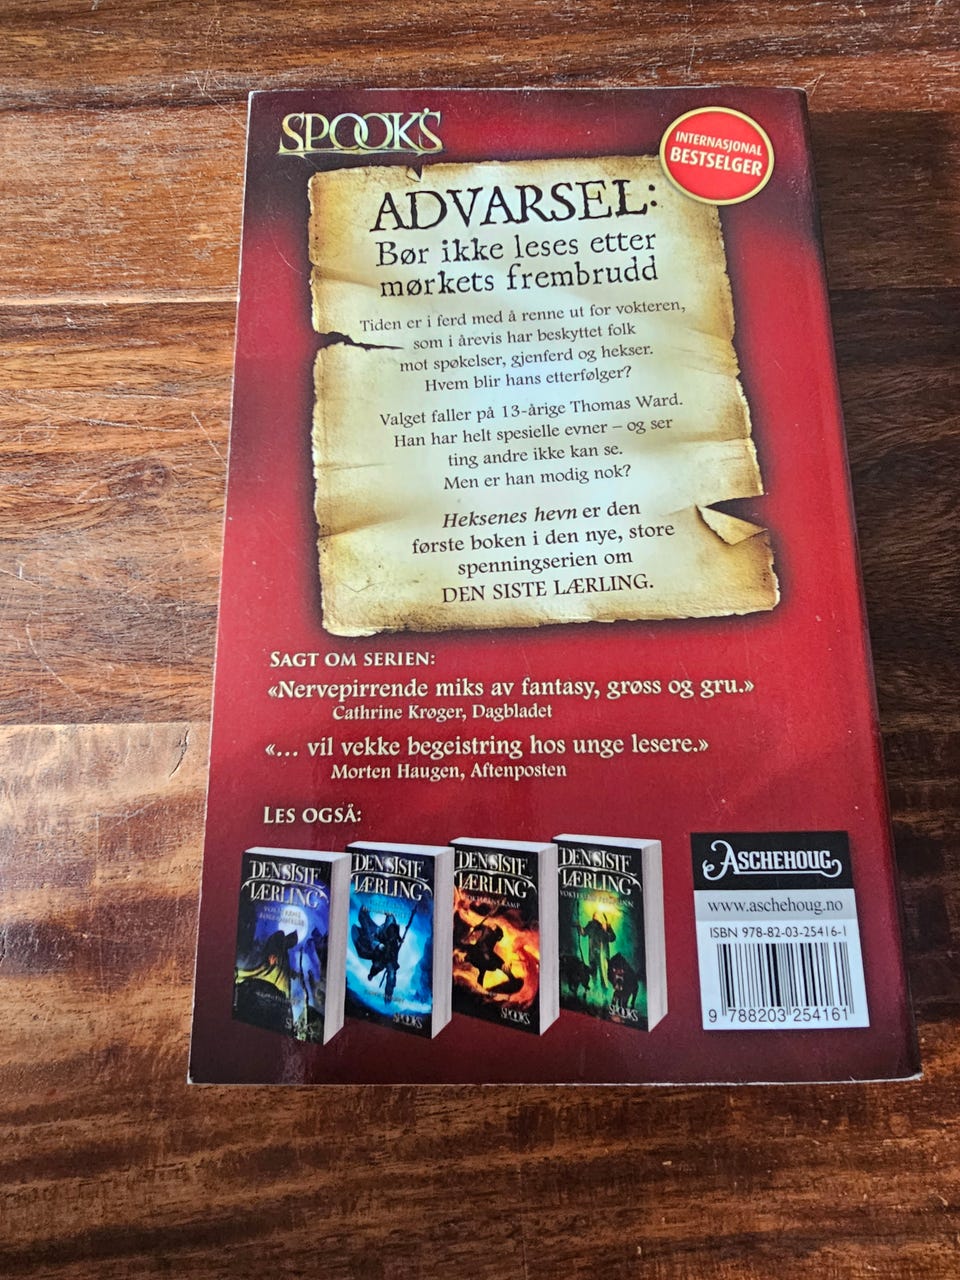 SPOOK'S
INTERNASJONAL
BESTSELGER
ADVARSEL:
Bør ikke leses etter
mørkets frembrudd
Tiden er i ferd med å renne ut for vokteren,
som i årevis har beskyttet folk
mot spøkelser, gjenferd og hekser.
Hvem blir hans etterfølger?
Valget faller på 13-årige Thomas Ward.
Han har helt spesielle evner – og ser
ting andre ikke kan se.
Men er han modig nok?
Heksenes hevn er den
første boken i den nye, store
spenningserien om
DEN SISTE LÆRLING.
SAGT OM SERIEN:
«Nervepirrende miks av fantasy, grøss og gru.»
Cathrine Krøger, Dagbladet
«... vil vekke begeistring hos unge lesere.»
Morten Haugen, Aftenposten
LES OGSÅ:
DEN SISTE
LÆRLING
SPOOK'S
DEN SISTE
LÆRLING
SPOOK'S
DEN SISTE
LÆRLING
VOKTERENS KAMP
SPOOK'S
DEN SISTE
LÆRLING
SPOOK'S
ASCHEHOUG
www.aschehoug.no
ISBN 978-82-03-25416-1
9 788203 254161